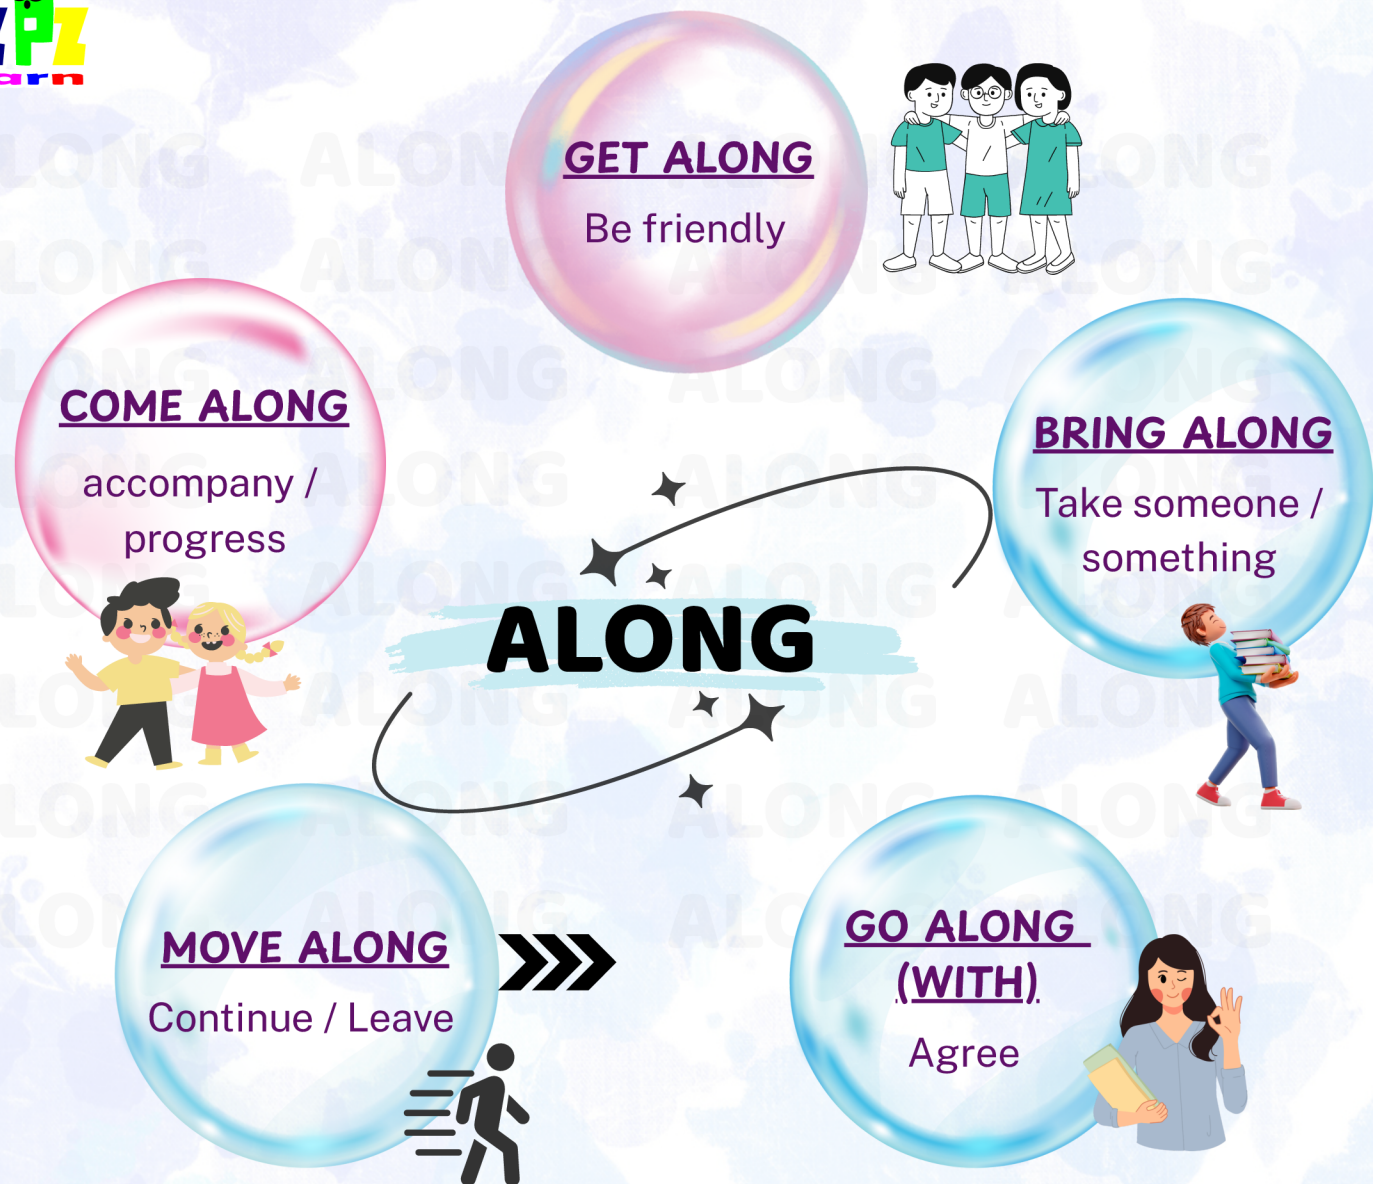 GET ALONG
Be friendly
COME ALONG
accompany /
progress
BRING ALONG
Take someone /
something
ALONG
MOVE ALONG
Continue / Leave
GO ALONG
(WITH)
Agree